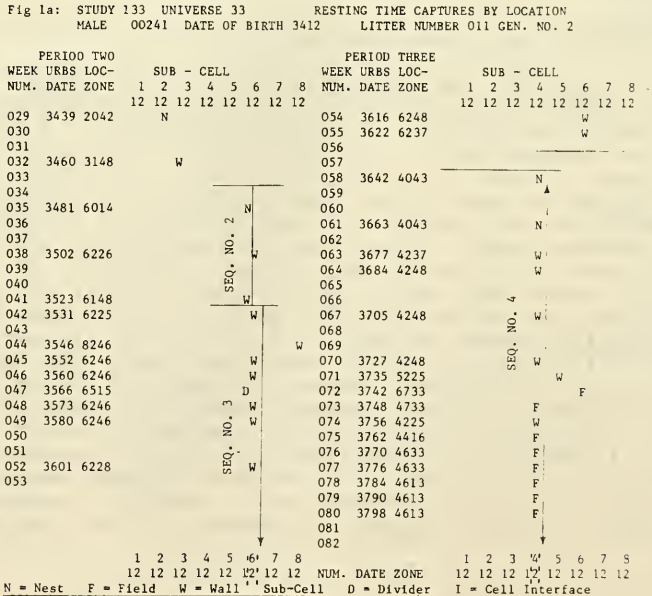 Fig 1a: STUDY 133 UNIVERSE 33 RESTING TIME CAPTURES BY LOCATION
MALE 00241 DATE OF BIRTH 3412 LITTER NUMBER 011 GEN. NO. 2
PERIOD TWO PERIOD THREE
WEEK URBS LOC- SUB - CELL WEEK URBS LOC- SUB - CELL
NUM. DATE ZONE 1 2 3 4 5 6 7 8 NUM. DATE ZONE 1 2 3 4 5 6 7 8
12 12 12 12 12 12 12 12 12 12 12 12 12 12 12 12
029 3439 2042 N 054 3616 6248 W
030 055 3622 6237 W
031 056
032 3460 3148 W 057
033 058 3642 4043 N
034 059
035 3481 6014 N 060
036 061 3663 4043 N
037 062
038 3502 6226 W 063 3677 4237 W
039 064 3684 4248 W
040 065
041 3523 6148 W 066
042 3531 6225 W 067 3705 4248 W
043 068
044 3546 8246 W 069
045 3552 6246 W 070 3727 4248 W
046 3560 6246 W 071 3735 5225 W
047 3566 6515 D 072 3742 6733 F
048 3573 6246 W 073 3748 4733 F
049 3580 6246 W 074 3756 4225 W
050 075 3762 4416 F
051 076 3770 4633 F
052 3601 6228 W 077 3776 4633 F
053 078 3784 4613 F
079 3790 4613 F
080 3798 4613 F
081
082
SEQ. NO. 2
SEQ. NO. 3
SEQ. NO. 4
1 2 3 4 5 6 7 8 1 2 3 4 5 6 7 8
12 12 12 12 12 12 12 12 NUM. DATE ZONE 12 12 12 12 12 12 12 12
N = Nest F = Field W = Wall Sub-Cell D = Divider I = Cell Interface